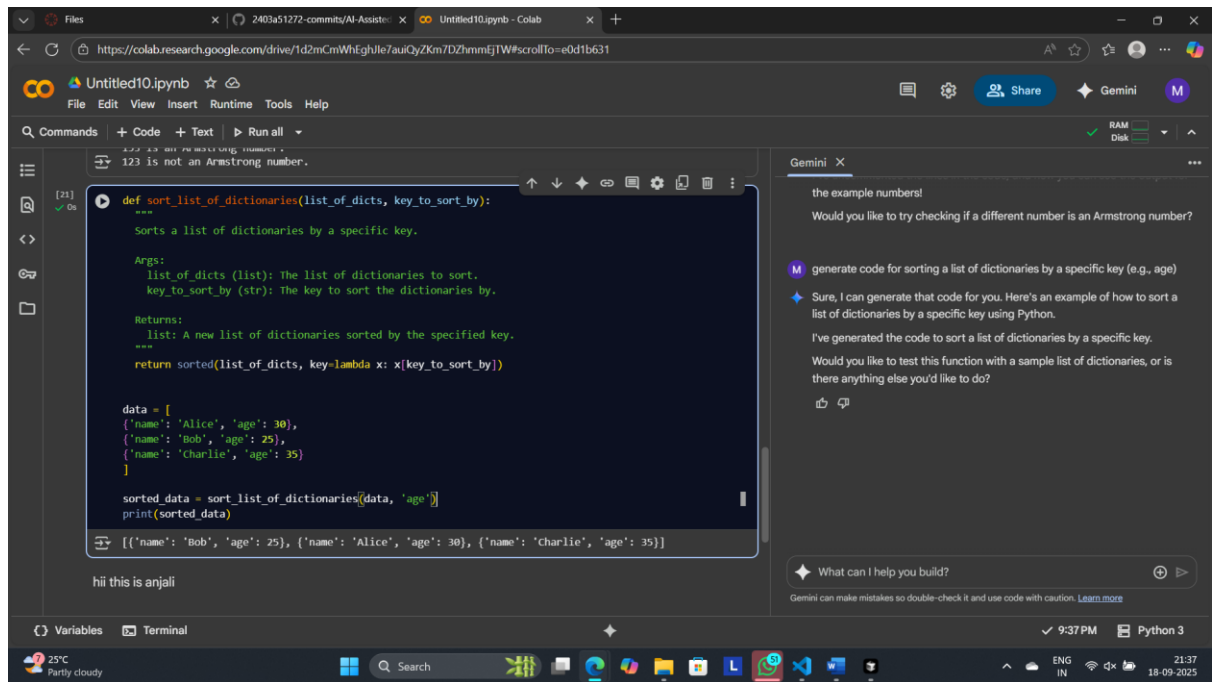 Files
2403a51272-commits/AI-Assisted
Untitled10.ipynb - Colab
https://colab.research.google.com/drive/1d2mCmWhEghJIe7auiQyZKm7DZhmmEjTW#scrollTo=e0d1b631
Untitled10.ipynb
File Edit View Insert Runtime Tools Help
Share
Gemini
M
Commands + Code + Text Run all
RAM
Disk
153 is an Armstrong number.
123 is not an Armstrong number.
[21]
0s
def sort_list_of_dictionaries(list_of_dicts, key_to_sort_by):
"""
Sorts a list of dictionaries by a specific key.
Args:
list_of_dicts (list): The list of dictionaries to sort.
key_to_sort_by (str): The key to sort the dictionaries by.
Returns:
list: A new list of dictionaries sorted by the specified key.
"""
return sorted(list_of_dicts, key=lambda x: x[key_to_sort_by])
data = [
{'name': 'Alice', 'age': 30},
{'name': 'Bob', 'age': 25},
{'name': 'Charlie', 'age': 35}
]
sorted_data = sort_list_of_dictionaries(data, 'age')
print(sorted_data)
[{'name': 'Bob', 'age': 25}, {'name': 'Alice', 'age': 30}, {'name': 'Charlie', 'age': 35}]
hii this is anjali
Gemini
the example numbers!
Would you like to try checking if a different number is an Armstrong number?
M
generate code for sorting a list of dictionaries by a specific key (e.g., age)
Sure, I can generate that code for you. Here's an example of how to sort a
list of dictionaries by a specific key using Python.
I've generated the code to sort a list of dictionaries by a specific key.
Would you like to test this function with a sample list of dictionaries, or is
there anything else you'd like to do?
What can I help you build?
Gemini can make mistakes so double-check it and use code with caution. Learn more
Variables
Terminal
9:37 PM
Python 3
25°C
Partly cloudy
Search
51
ENG
IN
21:37
18-09-2025